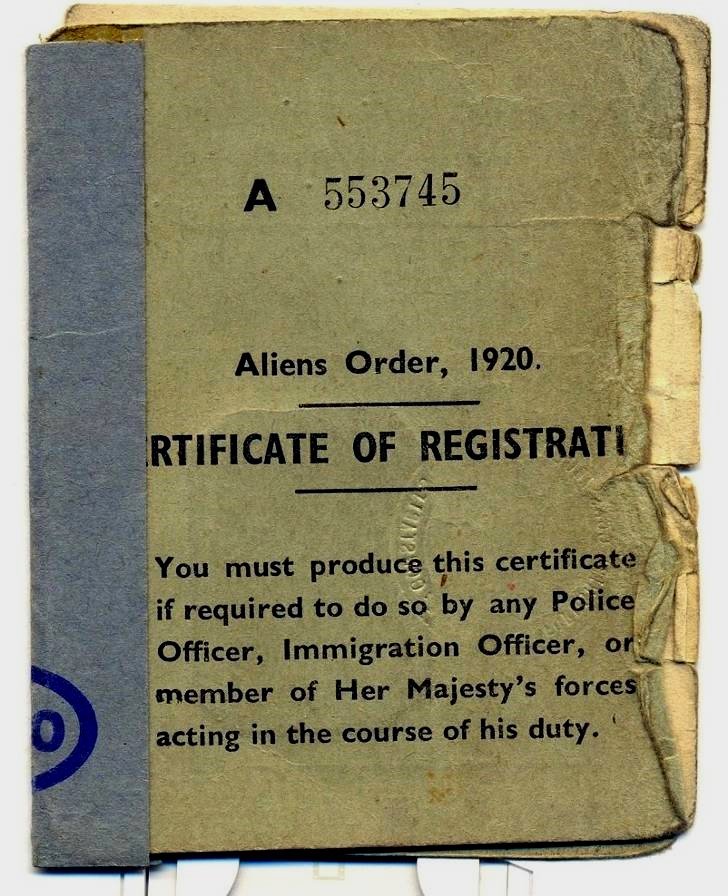 A 553745
Aliens Order, 1920.
RTIFICATE OF REGISTRATI
You must produce this certificate
if required to do so by any Police
Officer, Immigration Officer, or
member of Her Majesty's forces
acting in the course of his duty.